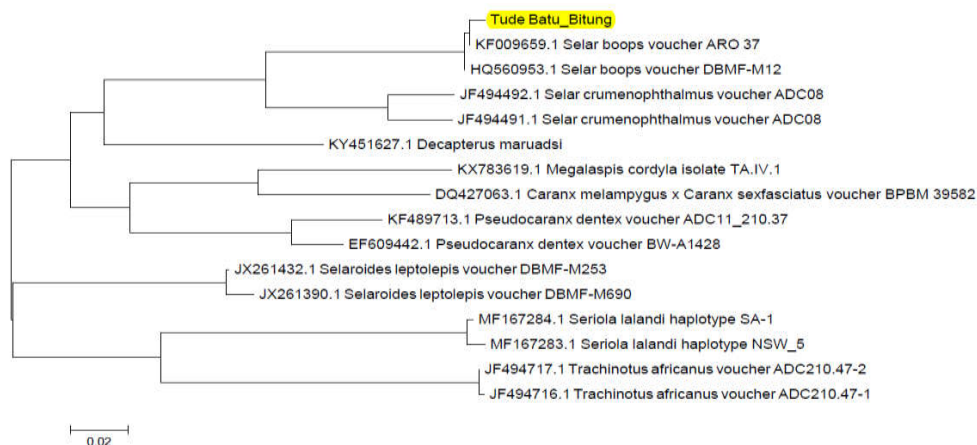 Tude Batu_Bitung
KF009659.1 Selar boops voucher ARO 37
HQ560953.1 Selar boops voucher DBMF-M12
JF494492.1 Selar crumenophthalmus voucher ADC08
JF494491.1 Selar crumenophthalmus voucher ADC08
KY451627.1 Decapterus maruadsi
KX783619.1 Megalaspis cordyla isolate TA.IV.1
DQ427063.1 Caranx melampygus x Caranx sexfasciatus voucher BPBM 39582
KF489713.1 Pseudocaranx dentex voucher ADC11_210.37
EF609442.1 Pseudocaranx dentex voucher BW-A1428
JX261432.1 Selaroides leptolepis voucher DBMF-M253
JX261390.1 Selaroides leptolepis voucher DBMF-M690
MF167284.1 Seriola lalandi haplotype SA-1
MF167283.1 Seriola lalandi haplotype NSW_5
JF494717.1 Trachinotus africanus voucher ADC210.47-2
JF494716.1 Trachinotus africanus voucher ADC210.47-1
0.02